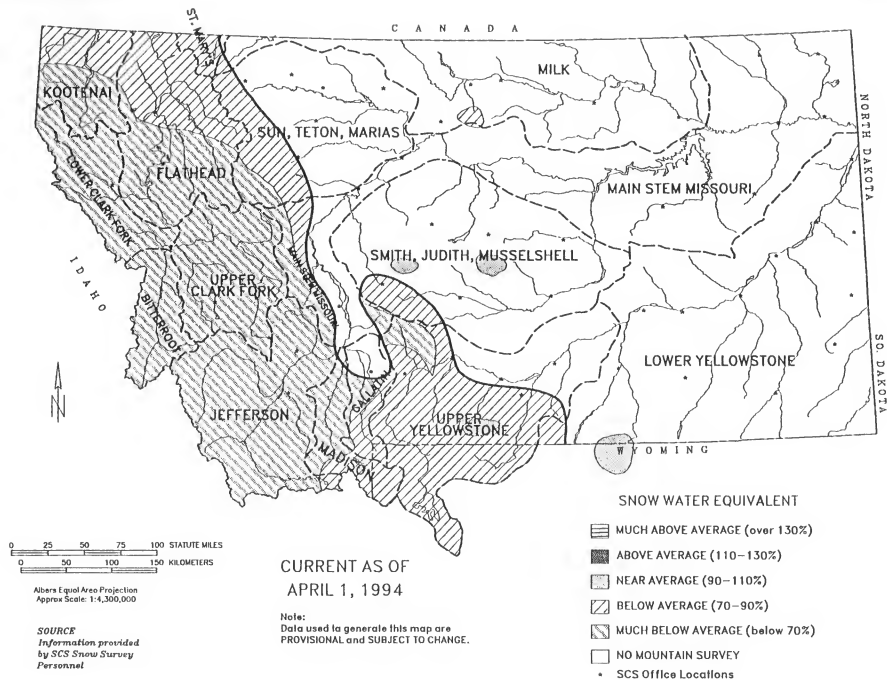 CANADA
ST. MARYS
KOOTENAI
MILK
SUN, TETON, MARIAS
NORTH DAKOTA
LOWER CLARK FORK
FLATHEAD
MAIN STEM MISSOURI
IDAHO
SMITH, JUDITH, MUSSELSHELL
MAIN STEM MISSOURI
UPPER
CLARK FORK
BITTERROOT
LOWER YELLOWSTONE
SO. DAKOTA
N
JEFFERSON
GALLATIN
UPPER
YELLOWSTONE
MADISON
WYOMING
SNOW WATER EQUIVALENT
MUCH ABOVE AVERAGE (over 130%)
ABOVE AVERAGE (110-130%)
NEAR AVERAGE (90-110%)
BELOW AVERAGE (70-90%)
MUCH BELOW AVERAGE (below 70%)
NO MOUNTAIN SURVEY
* SCS Office Locations
0 25 50 75 100 STATUTE MILES
0 50 100 150 KILOMETERS
Albers Equal Area Projection
Approx Scale: 1:4,300,000
SOURCE
Information provided
by SCS Snow Survey
Personnel
CURRENT AS OF
APRIL 1, 1994
Note:
Data used to generate this map are
PROVISIONAL and SUBJECT TO CHANGE.